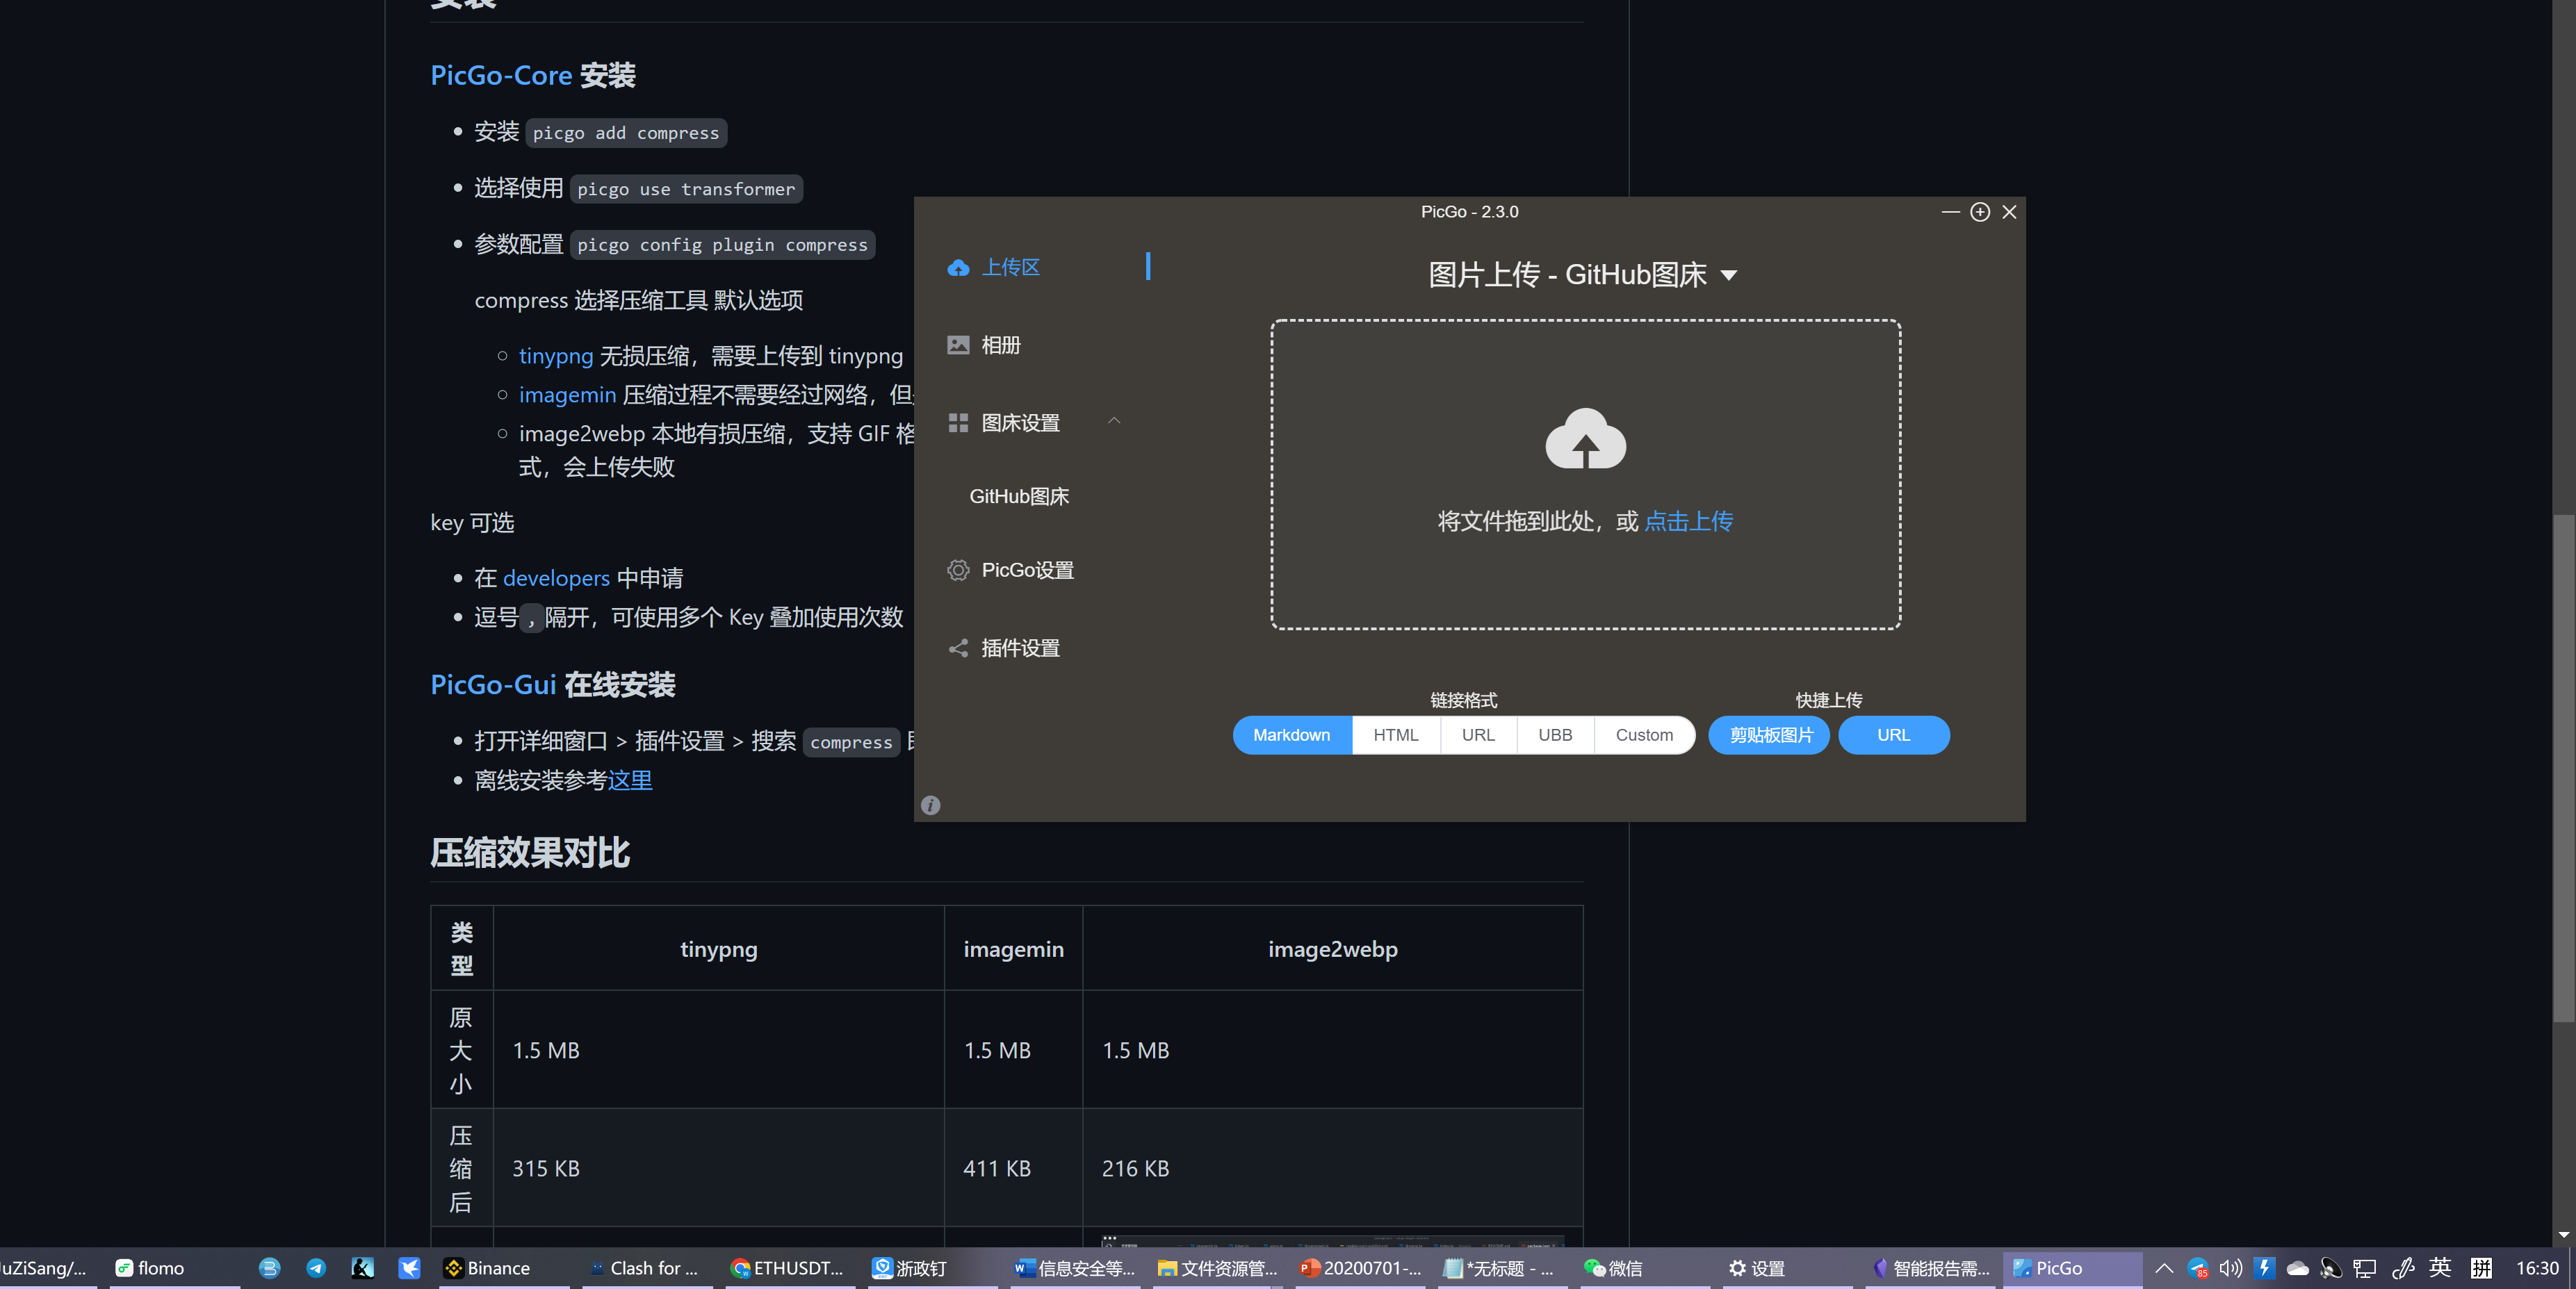 安装
PicGo-Core 安装
安装 picgo add compress
选择使用 picgo use transformer
参数配置 picgo config plugin compress
compress 选择压缩工具 默认选项
tinypng 无损压缩，需要上传到 tinypng
imagemin 压缩过程不需要经过网络，但
image2webp 本地有损压缩，支持 GIF 格
式，会上传失败
key 可选
在 developers 中申请
逗号 , 隔开，可使用多个 Key 叠加使用次数
PicGo-Gui 在线安装
打开详细窗口 > 插件设置 > 搜索 compress
离线安装参考这里
压缩效果对比
类型 tinypng imagemin image2webp
原大小 1.5 MB 1.5 MB 1.5 MB
压缩后 315 KB 411 KB 216 KB
PicGo - 2.3.0
上传区
相册
图床设置
GitHub图床
PicGo设置
插件设置
图片上传 - GitHub图床
将文件拖到此处，或 点击上传
链接格式 快捷上传
Markdown HTML URL UBB Custom 剪贴板图片 URL
uZiSang/... flomo Binance Clash for ... ETHUSDT... 浙政钉 信息安全等... 文件资源管... 20200701-... *无标题 - ... 微信 设置 智能报告需... PicGo 85 英 拼 16:30